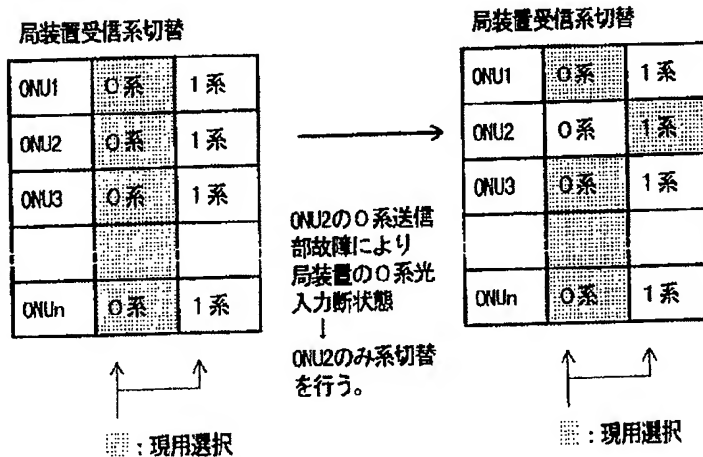 局装置受信系切替
ONU1 0系 1系
ONU2 0系 1系
ONU3 0系 1系
ONUn 0系 1系
ONU2の0系送信
部故障により
局装置の0系光
入力断状態
↓
ONU2のみ系切替
を行う。
:現用選択
局装置受信系切替
ONU1 0系 1系
ONU2 0系 1系
ONU3 0系 1系
ONUn 0系 1系
:現用選択